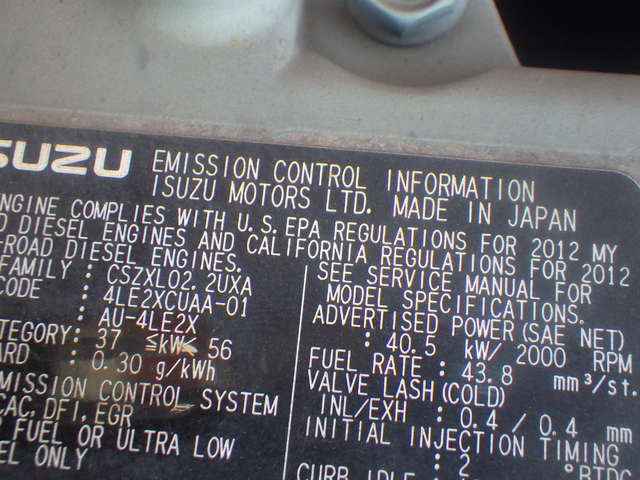 SUZU EMISSION CONTROL INFORMATION
ISUZU MOTORS LTD. MADE IN JAPAN
ENGINE COMPLIES WITH U.S.EPA REGULATIONS FOR 2012 MY
D DIESEL ENGINES AND CALIFORNIA REGULATIONS FOR 2012
-ROAD DIESEL ENGINES.
FAMILY : CSZXL02.2UXA
CODE : 4LE2XCUAA-01
AU-4LE2X
ATEGORY: 37 ≦kW< 56
ARD : 0.30 g/kWh
MISSION CONTROL SYSTEM
CAC, DFI, EGR
FUEL OR ULTRA LOW
EL ONLY
SEE SERVICE MANUAL FOR
MODEL SPECIFICATIONS.
ADVERTISED POWER(SAE NET)
: 40.5 kW/ 2000 RPM
FUEL RATE : 43.8 mm³/st.
VALVE LASH(COLD)
INL/EXH : 0.4 / 0.4 mm
INITIAL INJECTION TIMING
: 2 °BTDC
CURB IDLE